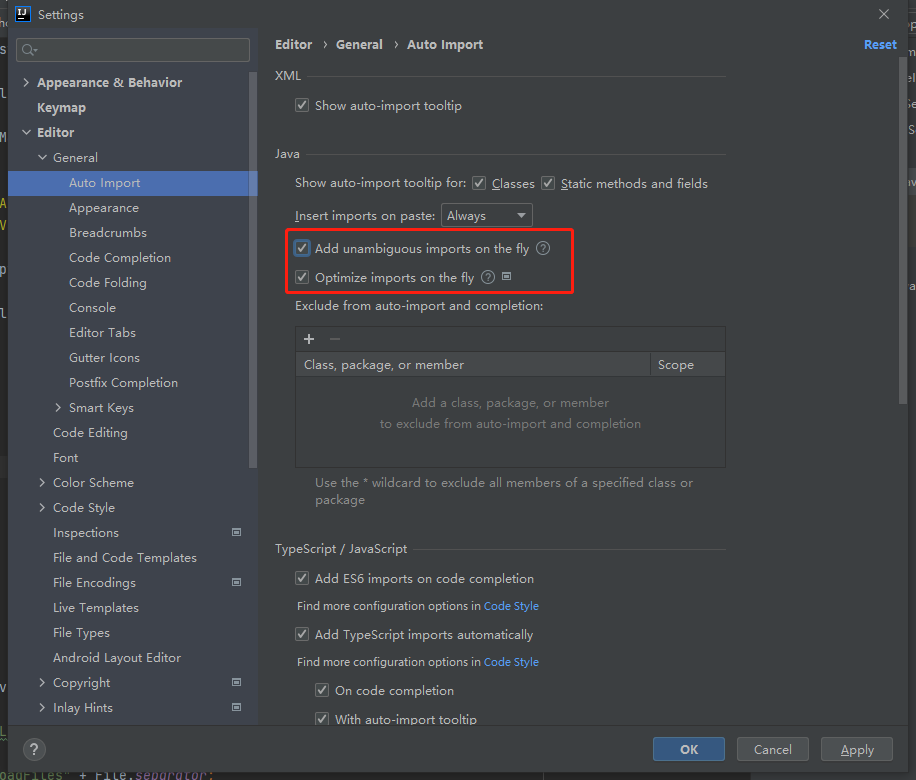 Settings
Editor › General › Auto Import
Reset
Appearance & Behavior
Keymap
Editor
General
Auto Import
Appearance
Breadcrumbs
Code Completion
Code Folding
Console
Editor Tabs
Gutter Icons
Postfix Completion
Smart Keys
Code Editing
Font
Color Scheme
Code Style
Inspections
File and Code Templates
File Encodings
Live Templates
File Types
Android Layout Editor
Copyright
Inlay Hints
XML
Show auto-import tooltip
Java
Show auto-import tooltip for: Classes Static methods and fields
Insert imports on paste: Always
Add unambiguous imports on the fly ?
Optimize imports on the fly ?
Exclude from auto-import and completion:
+ −
Class, package, or member Scope
Add a class, package, or member
to exclude from auto-import and completion
Use the * wildcard to exclude all members of a specified class or
package
TypeScript / JavaScript
Add ES6 imports on code completion
Find more configuration options in Code Style
Add TypeScript imports automatically
Find more configuration options in Code Style
On code completion
With auto-import tooltip
? OK Cancel Apply
" + File.separator;